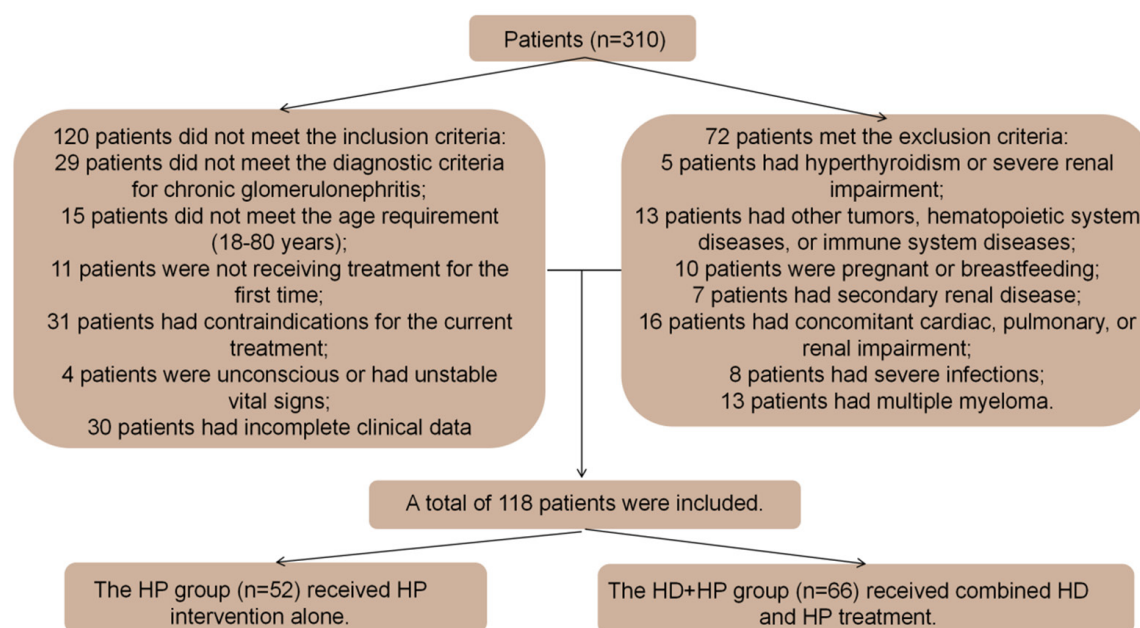 Patients (n=310)
120 patients did not meet the inclusion criteria:
29 patients did not meet the diagnostic criteria
for chronic glomerulonephritis;
15 patients did not meet the age requirement
(18-80 years);
11 patients were not receiving treatment for the
first time;
31 patients had contraindications for the current
treatment;
4 patients were unconscious or had unstable
vital signs;
30 patients had incomplete clinical data
72 patients met the exclusion criteria:
5 patients had hyperthyroidism or severe renal
impairment;
13 patients had other tumors, hematopoietic system
diseases, or immune system diseases;
10 patients were pregnant or breastfeeding;
7 patients had secondary renal disease;
16 patients had concomitant cardiac, pulmonary, or
renal impairment;
8 patients had severe infections;
13 patients had multiple myeloma.
A total of 118 patients were included.
The HP group (n=52) received HP
intervention alone.
The HD+HP group (n=66) received combined HD
and HP treatment.